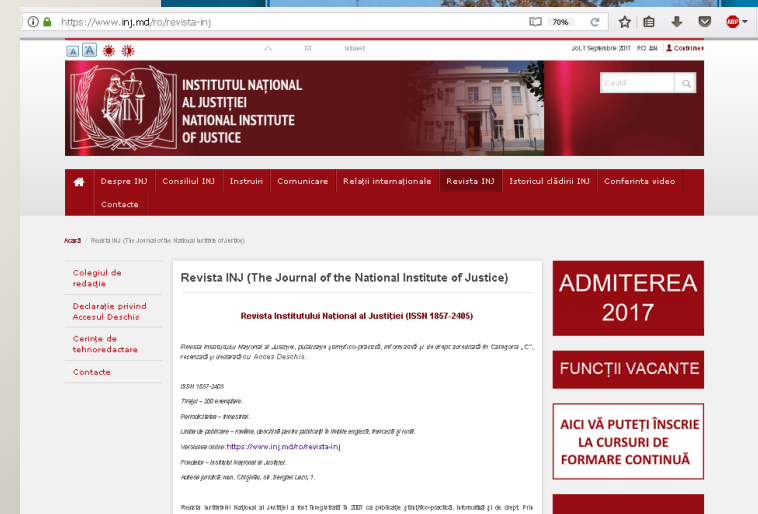 https://www.inj.md/ro/revista-inj
70%
ABP
A A
Intranet
Joi, 7 Septembrie 2017 RO EN
INSTITUTUL NAȚIONAL
AL JUSTIȚIEI
NATIONAL INSTITUTE
OF JUSTICE
INJ
Caută
Despre INJ Consiliul INJ Instruiri Comunicare Relații internaționale Revista INJ Istoricul clădirii INJ Conferinta video
Contacte
Acasă / Revista INJ (The Journal of the National Institute of Justice)
Colegiul de
redacție
Declarație privind
Accesul Deschis
Cerințe de
tehnoredactare
Contacte
Revista INJ (The Journal of the National Institute of Justice)
Revista Institutului Național al Justiției (ISSN 1857-2405)
Revista Institutului Național al Justiției, publicație științifico-practică, informativă și de drept acreditată în Categoria „C”,
recenzată și declarată cu Acces Deschis.
ISSN 1857-2405
Tirajul – 200 exemplare.
Periodicitatea – trimestrial.
Limba de publicare – româna, deschisă pentru publicații în limbile engleză, franceză și rusă.
Versiunea online: https://www.inj.md/ro/revista-inj
Fondator – Institutul Național al Justiției.
Adresa juridică: mun. Chișinău, str. Serghei Lazo, 1.
Revista Institutului Național al Justiției a fost înregistrată în 2007 ca publicație științifico-practică, informativă și de drept. Prin
ADMITEREA
2017
FUNCȚII VACANTE
AICI VĂ PUTEȚI ÎNSCRIE
LA CURSURI DE
FORMARE CONTINUĂ